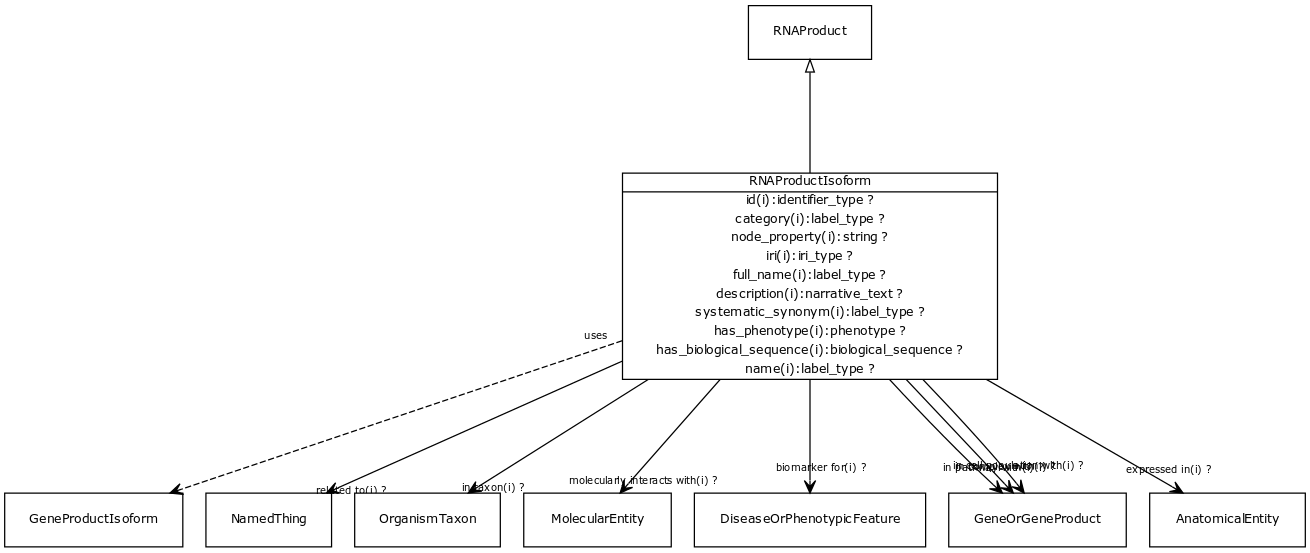 RNAProduct
RNAProductIsoform
id(i):identifier_type ?
category(i):label_type ?
node_property(i):string ?
iri(i):iri_type ?
full_name(i):label_type ?
description(i):narrative_text ?
systematic_synonym(i):label_type ?
has_phenotype(i):phenotype ?
has_biological_sequence(i):biological_sequence ?
name(i):label_type ?
uses
related to(i) ?
in taxon(i) ?
molecularly interacts with(i) ?
biomarker for(i) ?
with(i) ?
expressed in(i) ?
GeneProductIsoform
NamedThing
OrganismTaxon
MolecularEntity
DiseaseOrPhenotypicFeature
GeneOrGeneProduct
AnatomicalEntity